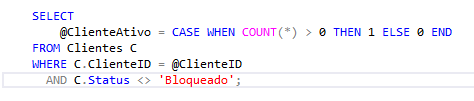 SELECT
@ClienteAtivo = CASE WHEN COUNT(*) > 0 THEN 1 ELSE 0 END
FROM Clientes C
WHERE C.ClienteID = @ClienteID
AND C.Status <> 'Bloqueado';